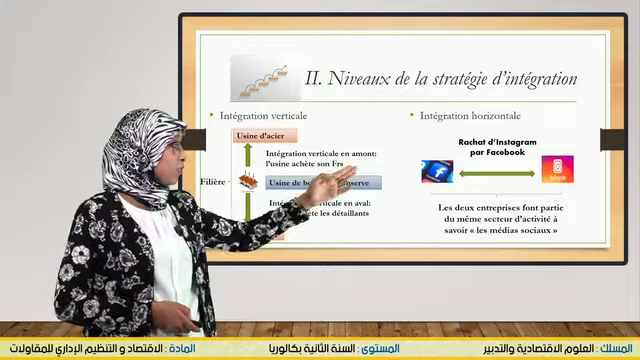 II. Niveaux de la stratégie d'intégration
• Intégration verticale
Usine d'acier
Intégration verticale en amont:
l'usine achète son Frs
Filière
Usine de
les détaillants
• Intégration horizontale
Rachat d'Instagram
par Facebook
Les deux entreprises font partie
du même secteur d'activité à
savoir « les médias sociaux »
المسلك : العلوم الاقتصادية والتدبير
المستوى : السنة الثانية بكالوريا
المادة : الاقتصاد و التنظيم الإداري للمقاولات